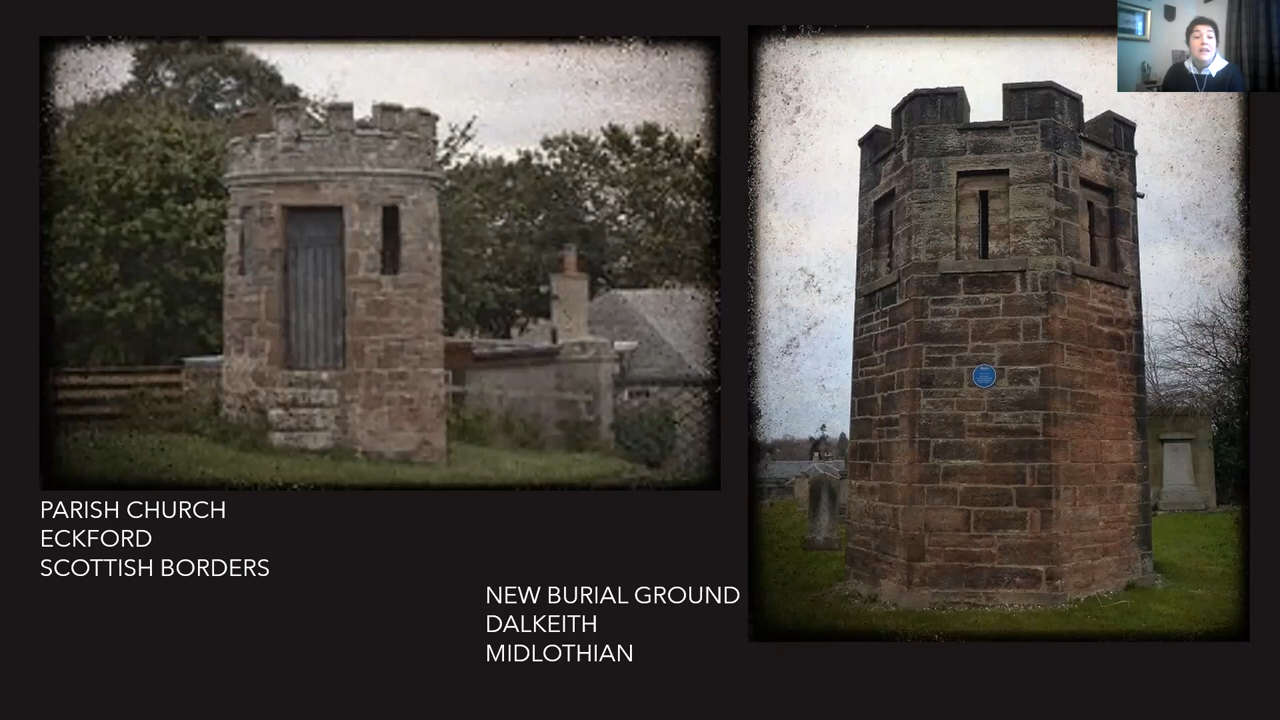 PARISH CHURCH
ECKFORD
SCOTTISH BORDERS
NEW BURIAL GROUND
DALKEITH
MIDLOTHIAN